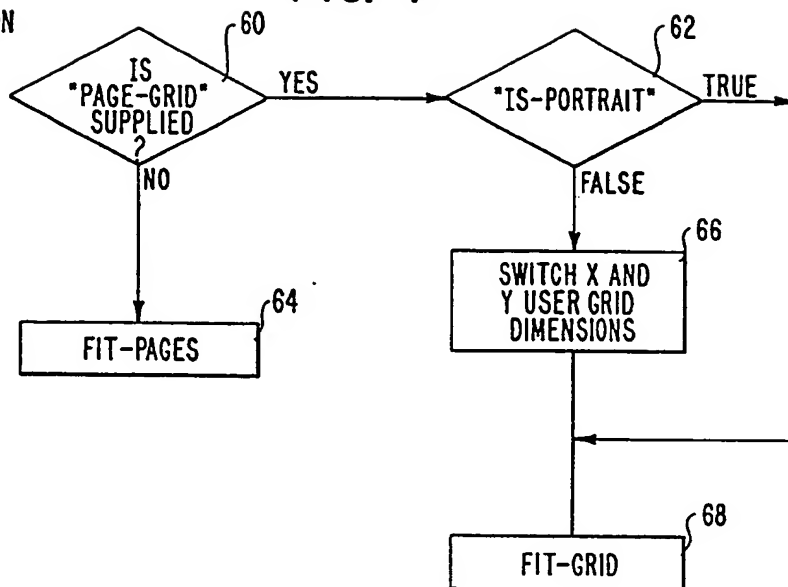 N
60
62
IS
"PAGE-GRID"
SUPPLIED
?
YES
"IS-PORTRAIT"
TRUE
NO
FALSE
66
SWITCH X AND
Y USER GRID
DIMENSIONS
64
FIT-PAGES
68
FIT-GRID